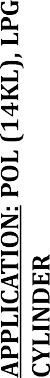 APPLICATION: POL (14KL), LPG
CYLINDER